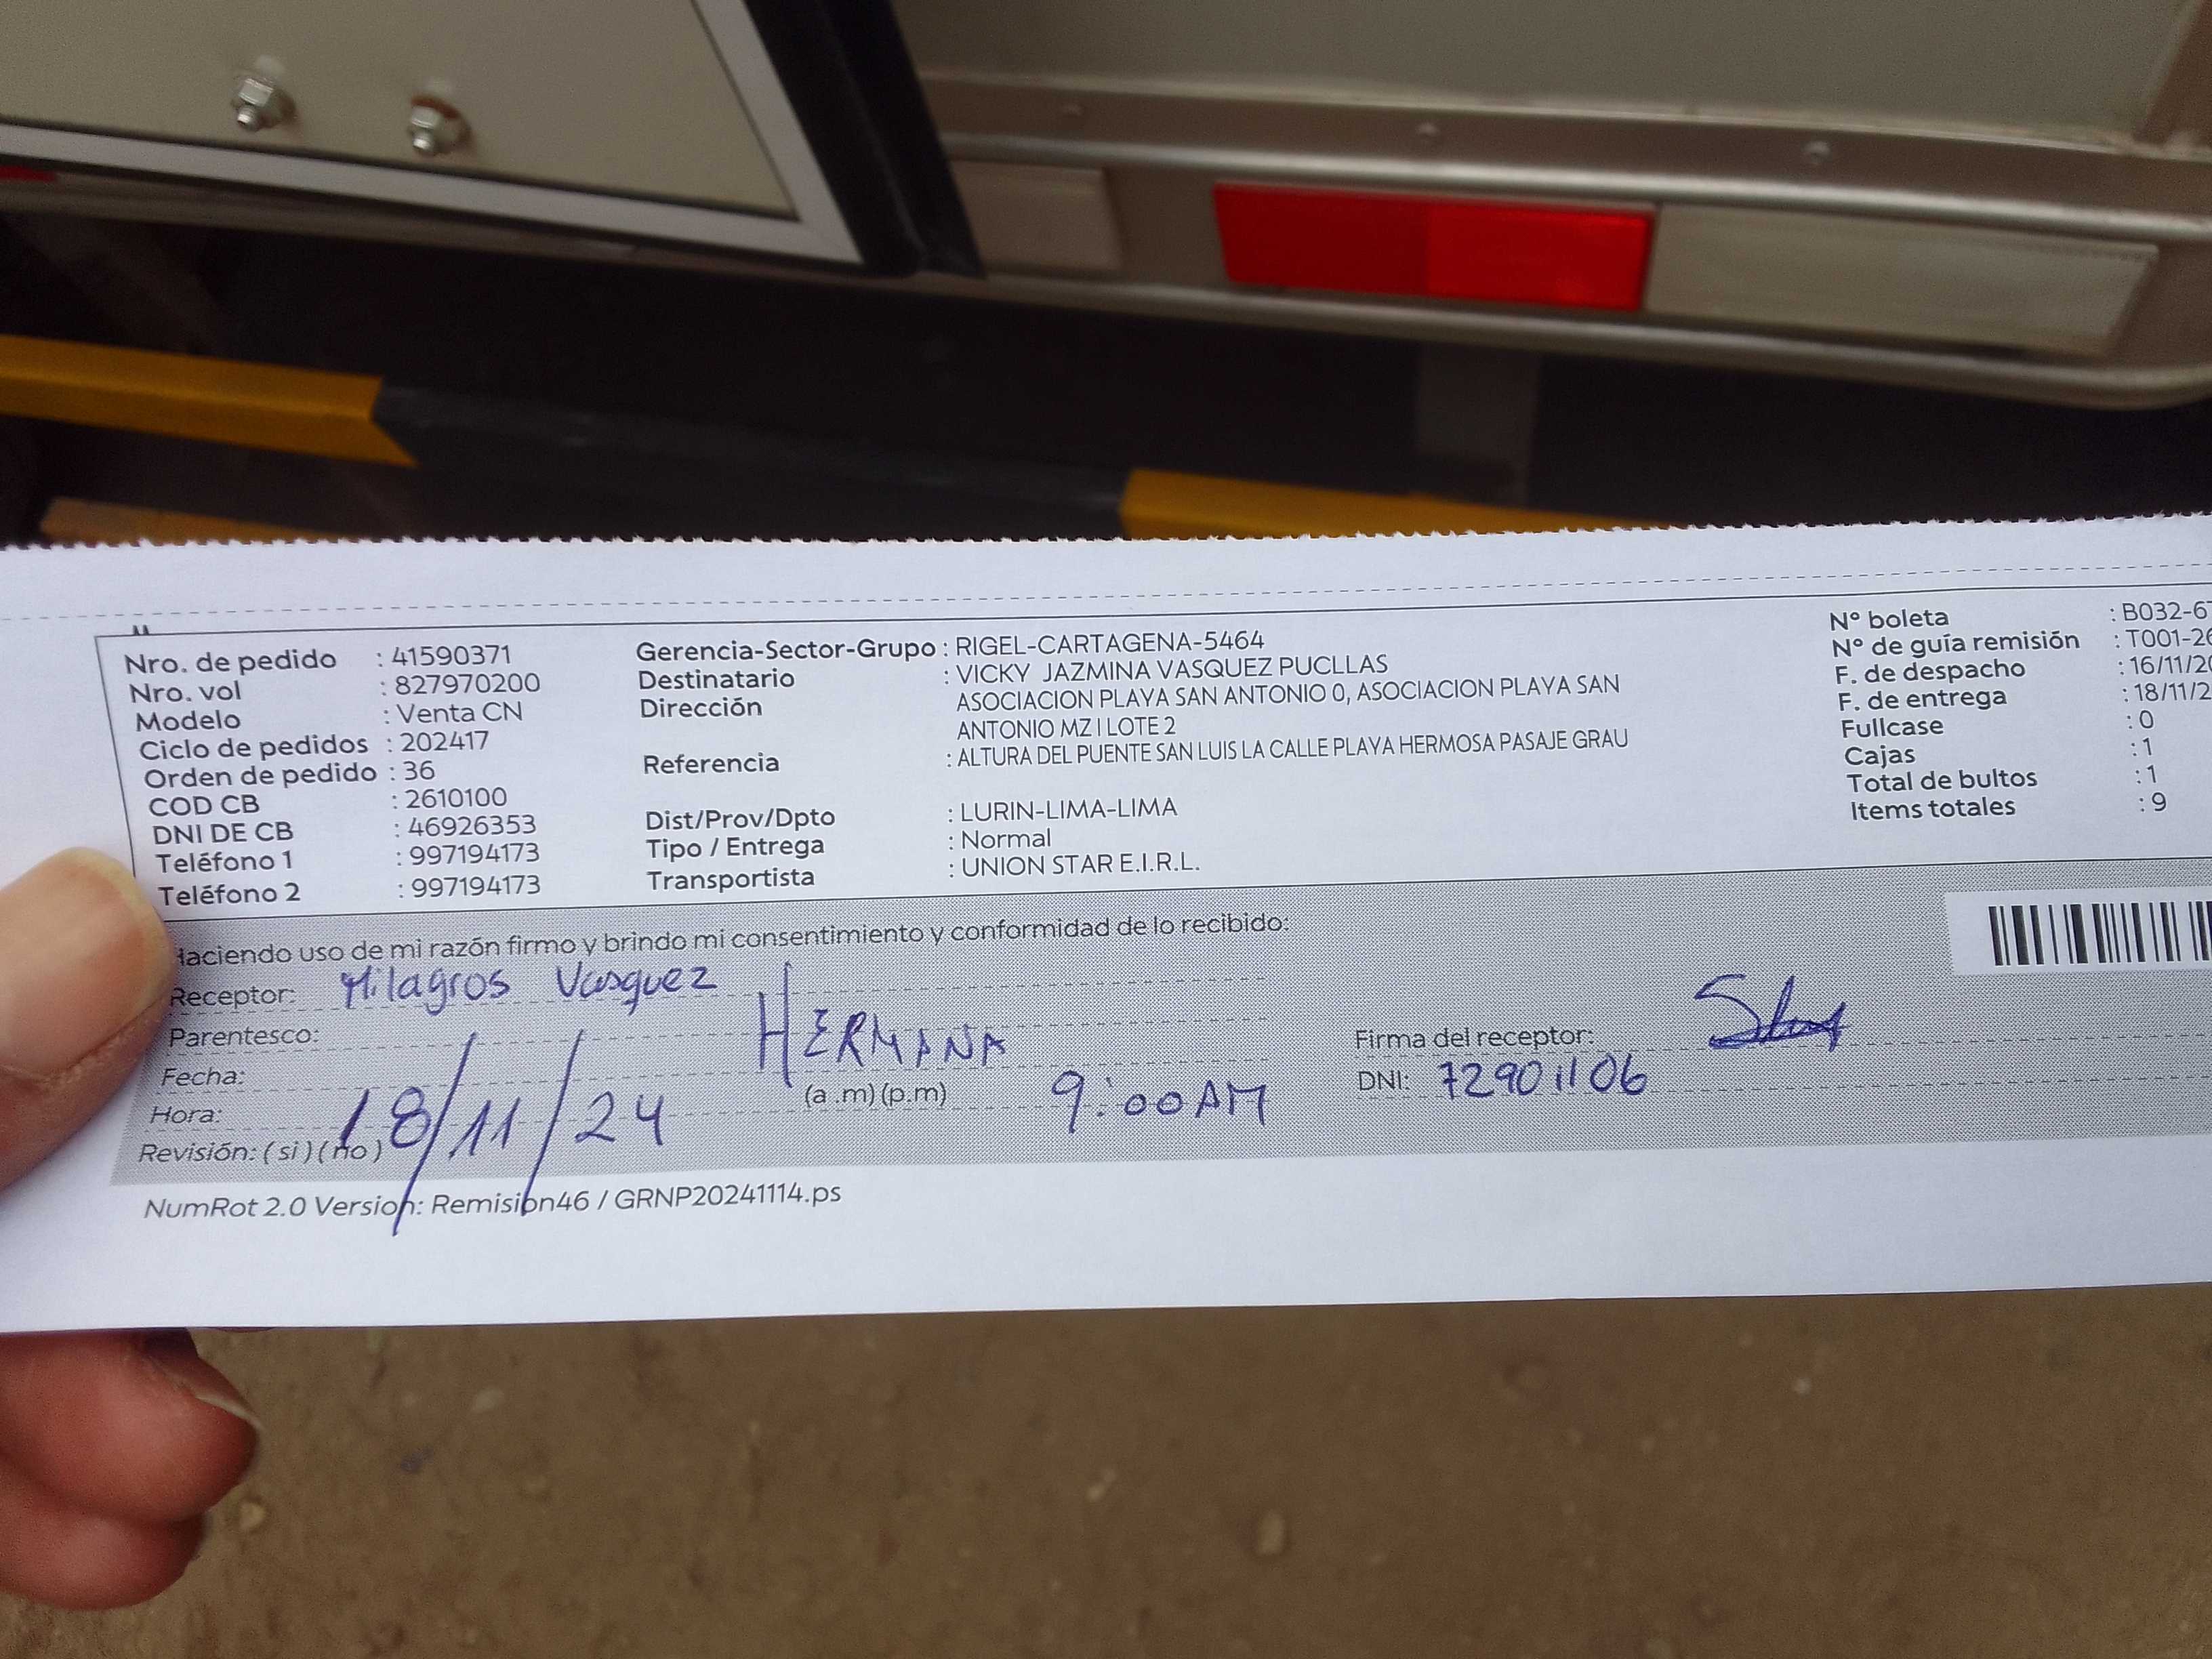 Nro. de pedido : 41590371
Nro. vol : 827970200
Modelo : Venta CN
Ciclo de pedidos : 202417
Orden de pedido : 36
COD CB : 2610100
DNI DE CB : 46926353
Teléfono 1 : 997194173
Teléfono 2 : 997194173
Gerencia-Sector-Grupo : RIGEL-CARTAGENA-5464
Destinatario : VICKY JAZMINA VASQUEZ PUCLLAS
Dirección ASOCIACION PLAYA SAN ANTONIO 0, ASOCIACION PLAYA SAN
ANTONIO MZ I LOTE 2
Referencia : ALTURA DEL PUENTE SAN LUIS LA CALLE PLAYA HERMOSA PASAJE GRAU
Dist/Prov/Dpto : LURIN-LIMA-LIMA
Tipo / Entrega : Normal
Transportista : UNION STAR E.I.R.L.
Nº boleta : B032-6
Nº de guía remisión : T001-26
F. de despacho : 16/11/20
F. de entrega : 18/11/2
Fullcase : 0
Cajas : 1
Total de bultos : 1
Items totales : 9
Haciendo uso de mi razón firmo y brindo mi consentimiento y conformidad de lo recibido:
Receptor: Milagros Vasquez
Parentesco: HERMANA
Fecha: 18/11/24
Hora: (a .m) (p.m) 9:00 AM
Revisión: ( si ) ( no )
Firma del receptor:
DNI: 72901106
NumRot 2.0 Version: Remision46 / GRNP20241114.ps